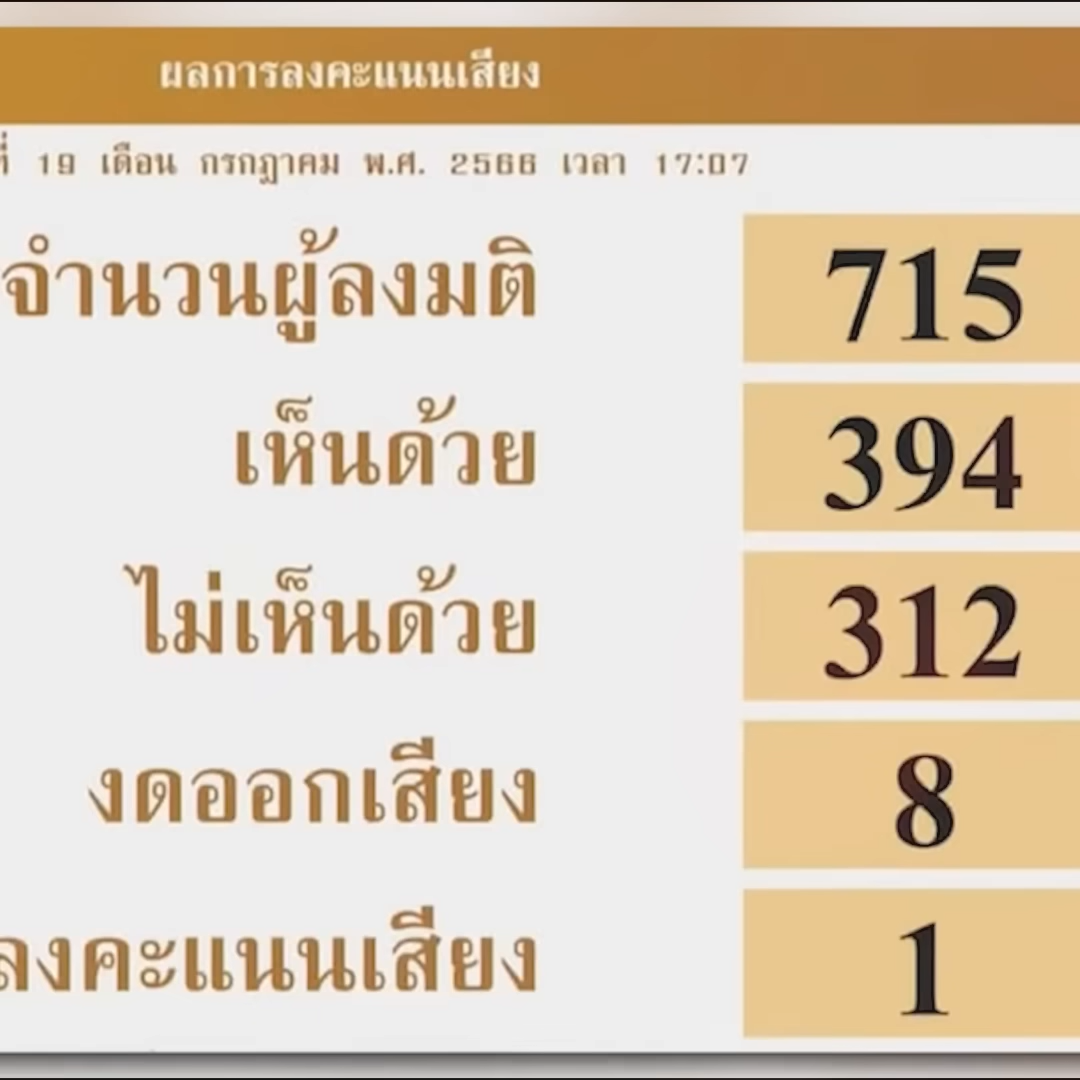 ผลการลงคะแนนเสียง
ที่ 19 เดือน กรกฎาคม พ.ศ. 2566 เวลา 17:07
จำนวนผู้ลงมติ 715
เห็นด้วย 394
ไม่เห็นด้วย 312
งดออกเสียง 8
ลงคะแนนเสียง 1